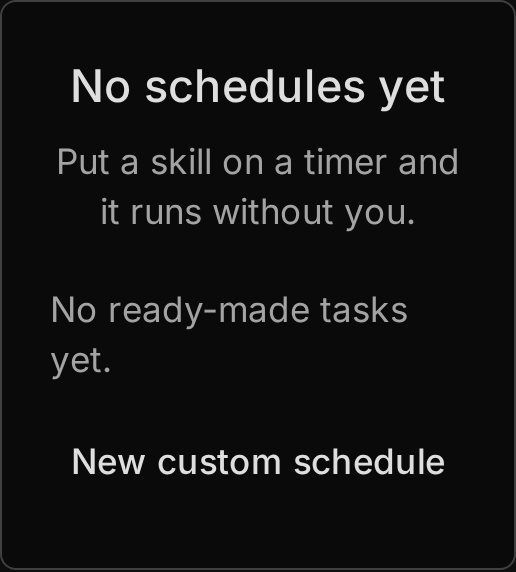 No schedules yet
Put a skill on a timer and
it runs without you.
No ready-made tasks
yet.
New custom schedule